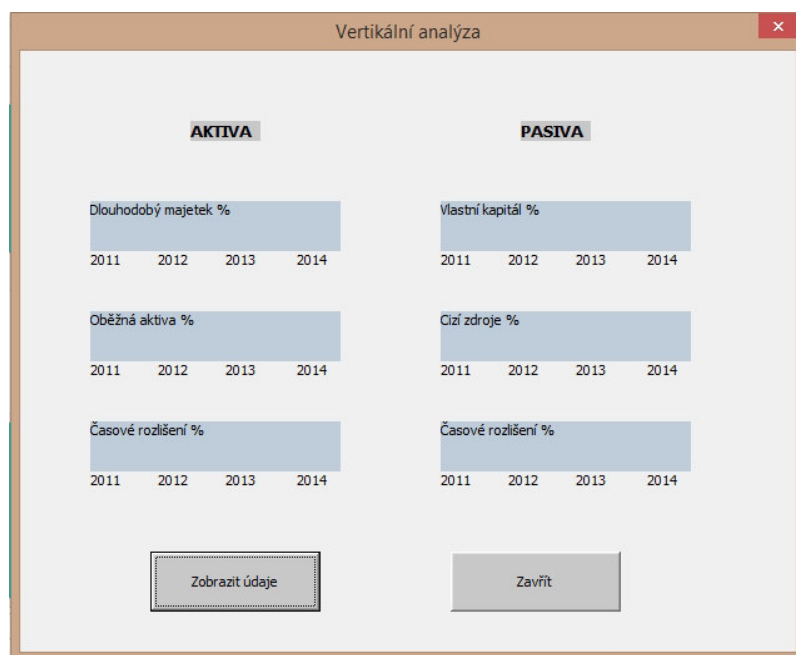 Vertikální analýza
AKTIVA PASIVA
Dlouhodobý majetek % Vlastní kapitál %
2011 2012 2013 2014 2011 2012 2013 2014
Oběžná aktiva % Cizí zdroje %
2011 2012 2013 2014 2011 2012 2013 2014
Časové rozlišení % Časové rozlišení %
2011 2012 2013 2014 2011 2012 2013 2014
Zobrazit údaje Zavřít